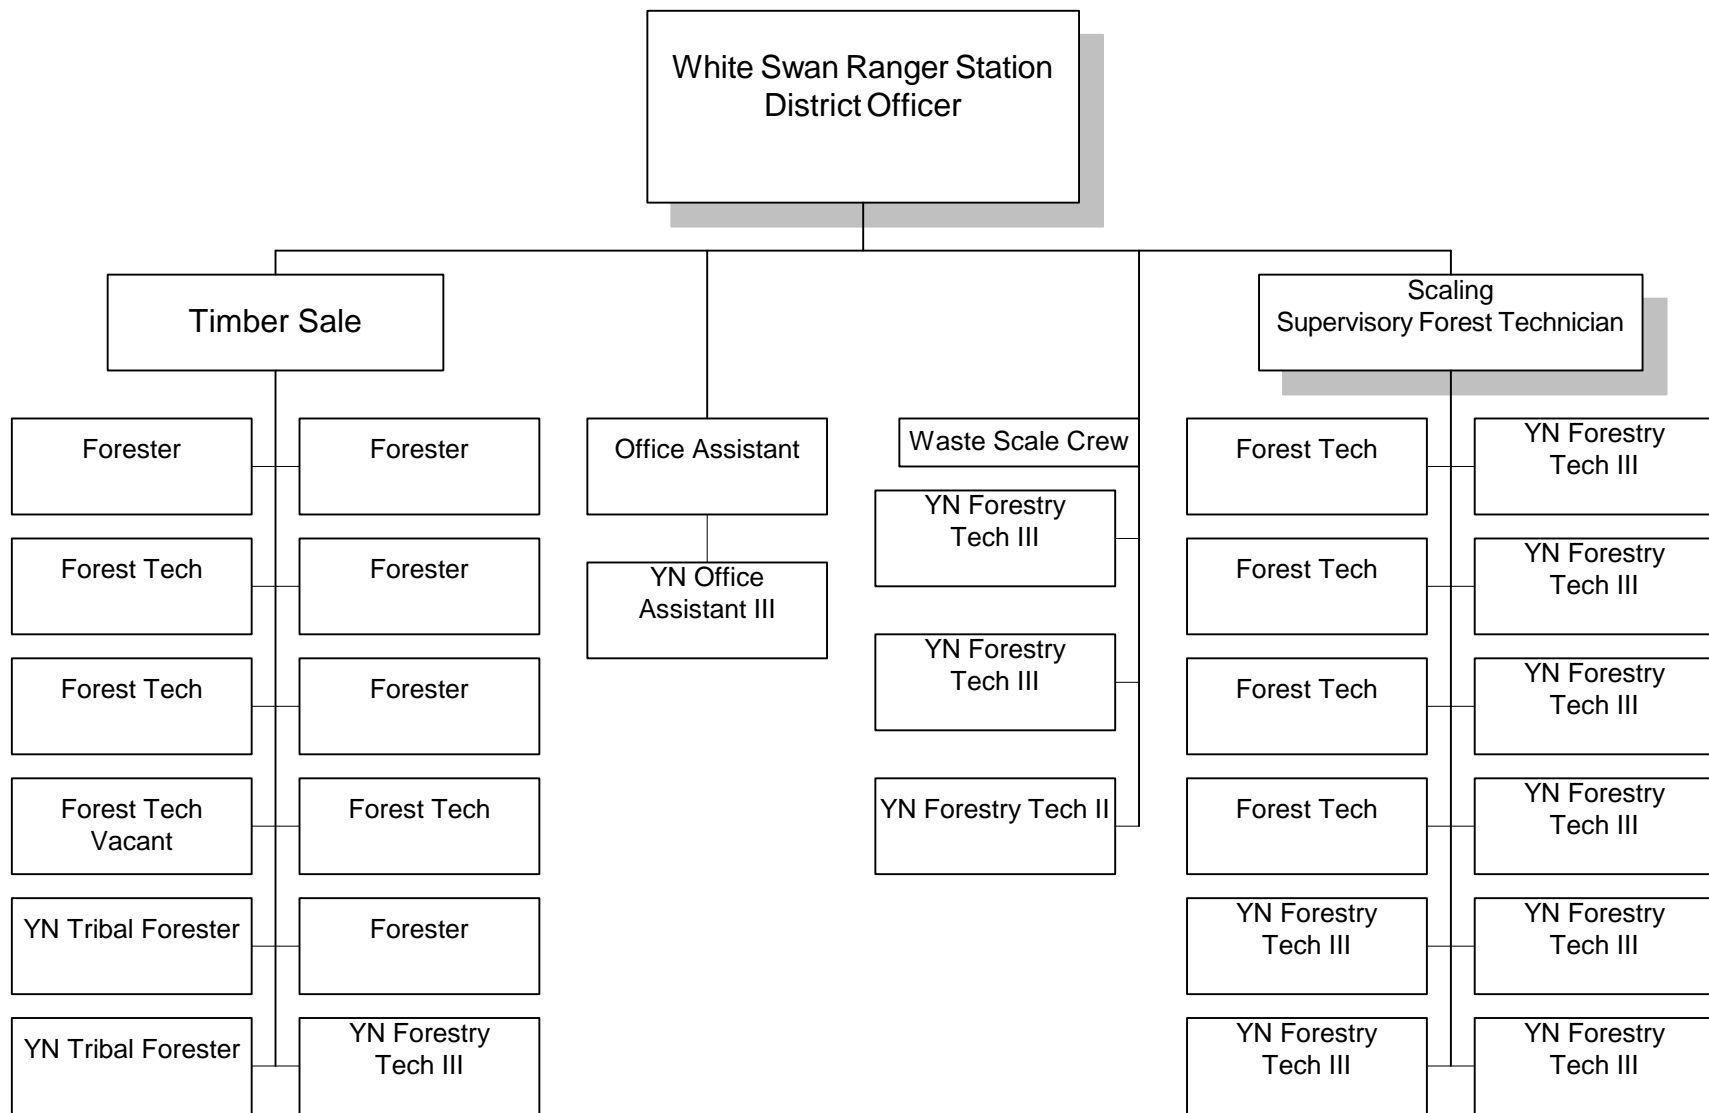 White Swan Ranger Station
District Officer
Timber Sale
Scaling
Supervisory Forest Technician
Forester
Forester
Forest Tech
Forester
Forest Tech
Forester
Forest Tech
Vacant
Forest Tech
YN Tribal Forester
Forester
YN Tribal Forester
YN Forestry
Tech III
Office Assistant
YN Office
Assistant III
Waste Scale Crew
YN Forestry
Tech III
YN Forestry
Tech III
YN Forestry Tech II
Forest Tech
YN Forestry
Tech III
Forest Tech
YN Forestry
Tech III
Forest Tech
YN Forestry
Tech III
Forest Tech
YN Forestry
Tech III
YN Forestry
Tech III
YN Forestry
Tech III
YN Forestry
Tech III
YN Forestry
Tech III